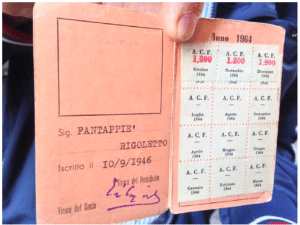 Sig. FANTAPPIE'
RIGOLETTO
Iscritto il 10/9/1946
Firma del Presidente
Firma del Socio
Anno 1964
A. C. F. A. C. F. A. C. F.
1.200 1.200 1.200
Ottobre Novembre Dicembre
1964 1964 1964
A. C. F. A. C. F. A. C. F.
Luglio Agosto Settembre
1964 1964 1964
A. C. F. A. C. F. A. C. F.
Aprile Maggio Giugno
1964 1964 1964
A. C. F. A. C. F. A. C. F.
Gennaio Febbraio Marzo
1964 1964 1964